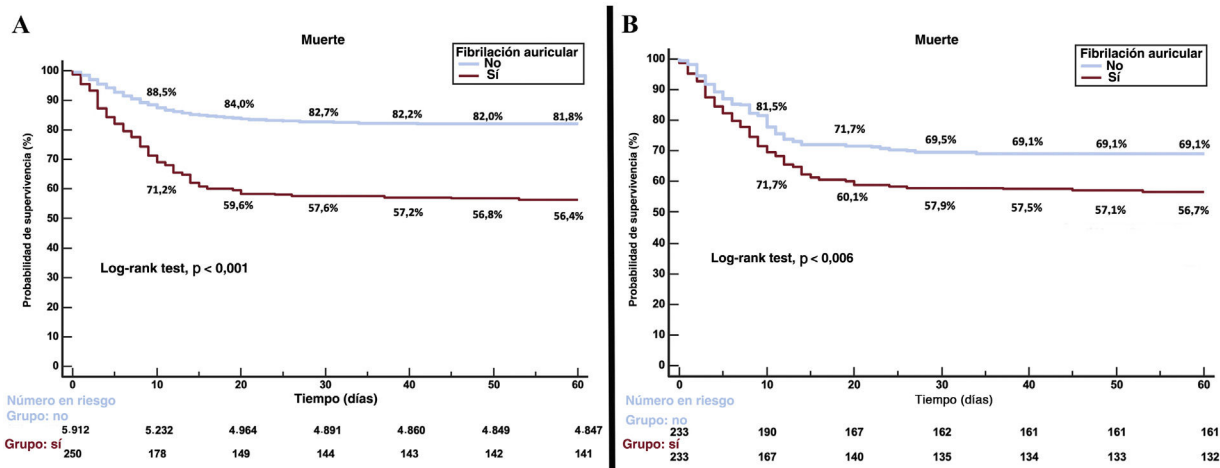 A
Muerte
Fibrilación auricular
No
Sí
Probabilidad de supervivencia (%)
100
90
80
70
60
50
40
30
20
10
0
88,5%
84,0%
82,7%
82,2%
82,0%
81,8%
71,2%
59,6%
57,6%
57,2%
56,8%
56,4%
Log-rank test, p < 0,001
0 10 20 30 40 50 60
Tiempo (días)
Número en riesgo
Grupo: no
5.912 5.232 4.964 4.891 4.860 4.849 4.847
Grupo: sí
250 178 149 144 143 142 141
B
Muerte
Fibrilación auricular
No
Sí
Probabilidad de supervivencia (%)
100
90
80
70
60
50
40
30
20
10
0
81,5%
71,7%
69,5%
69,1%
69,1%
69,1%
71,7%
60,1%
57,9%
57,5%
57,1%
56,7%
Log-rank test, p < 0,006
0 10 20 30 40 50 60
Tiempo (días)
Número en riesgo
Grupo: no
233 190 167 162 161 161 161
Grupo: sí
233 167 140 135 134 133 132